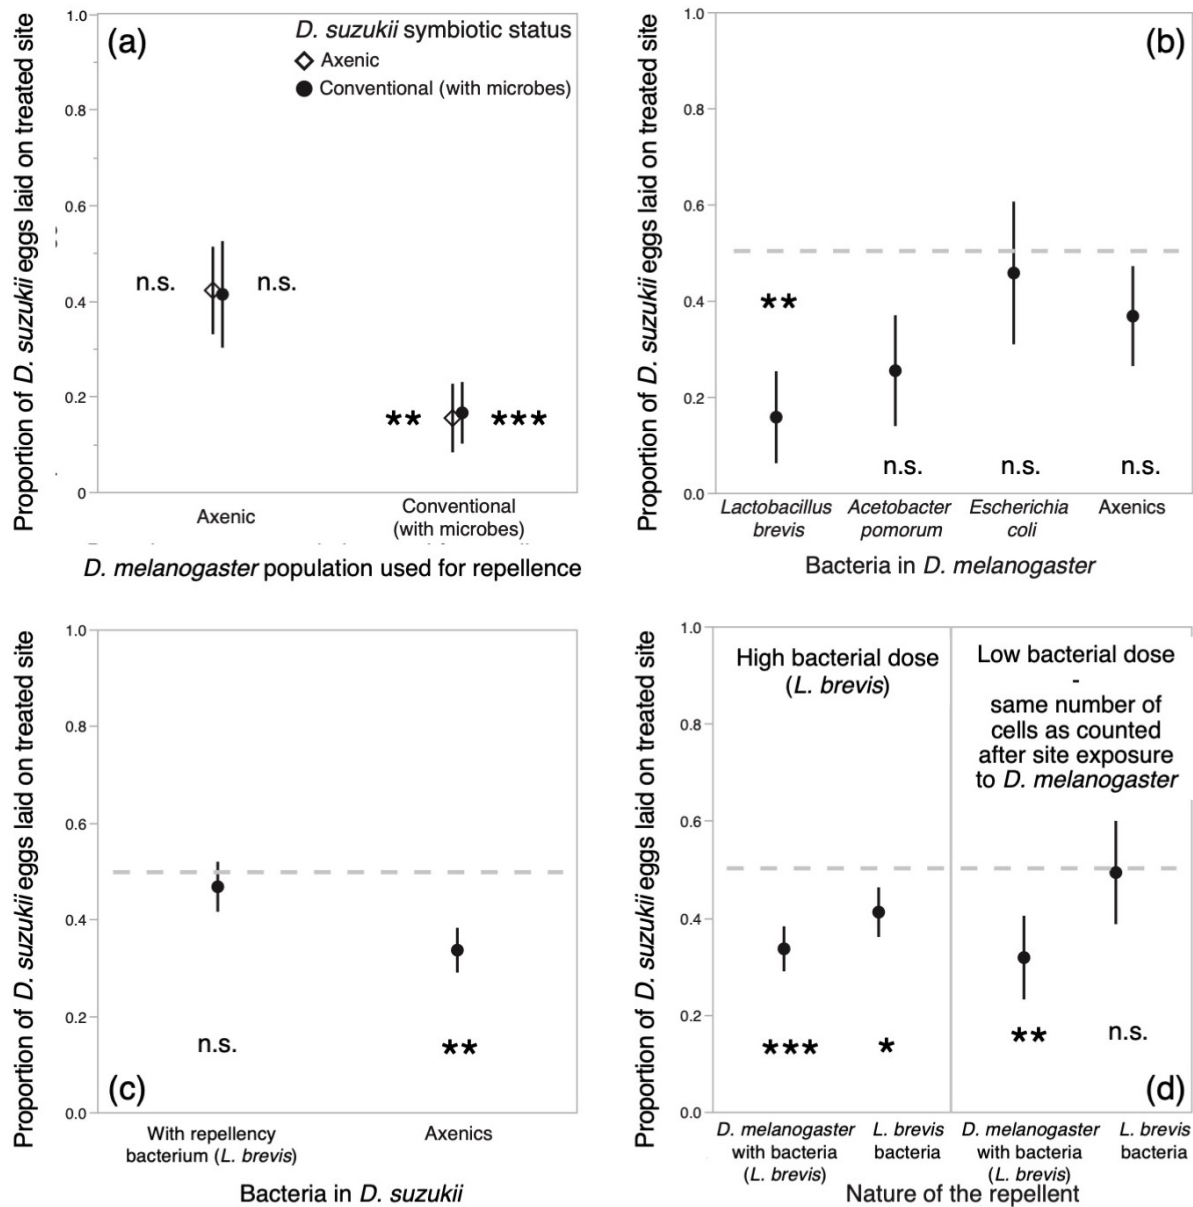 Proportion of D. suzukii eggs laid on treated site
1.0
0.8
0.6
0.4
0.2
0
(a)
D. suzukii symbiotic status
Axenic
Conventional (with microbes)
n.s.
n.s.
**
***
Axenic
Conventional
(with microbes)
D. melanogaster population used for repellence
Proportion of D. suzukii eggs laid on treated site
1.0
0.8
0.6
0.4
0.2
0.0
(b)
**
n.s.
n.s.
n.s.
Lactobacillus
brevis
Acetobacter
pomorum
Escherichia
coli
Axenics
Bacteria in D. melanogaster
Proportion of D. suzukii eggs laid on treated site
1.0
0.8
0.6
0.4
0.2
0.0
n.s.
**
(c)
With repellency
bacterium (L. brevis)
Axenics
Bacteria in D. suzukii
Proportion of D. suzukii eggs laid on treated site
1.0
0.8
0.6
0.4
0.2
0.0
High bacterial dose
(L. brevis)
Low bacterial dose
-
same number of
cells as counted
after site exposure
to D. melanogaster
***
*
**
n.s.
(d)
D. melanogaster
with bacteria
(L. brevis)
L. brevis
bacteria
D. melanogaster
with bacteria
(L. brevis)
L. brevis
bacteria
Nature of the repellent